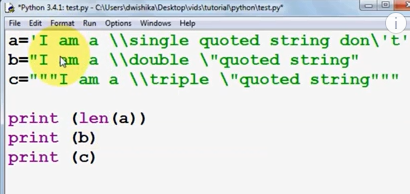 *Python 3.4.1: test.py - C:\Users\dwishika\Desktop\vids\tutorial\python\test.py*
File Edit Format Run Options Windows Help
a='I am a \\single quoted string don\'t'
b="I am a \\double \"quoted string"
c="""I am a \\triple \"quoted string"""
print (len(a))
print (b)
print (c)